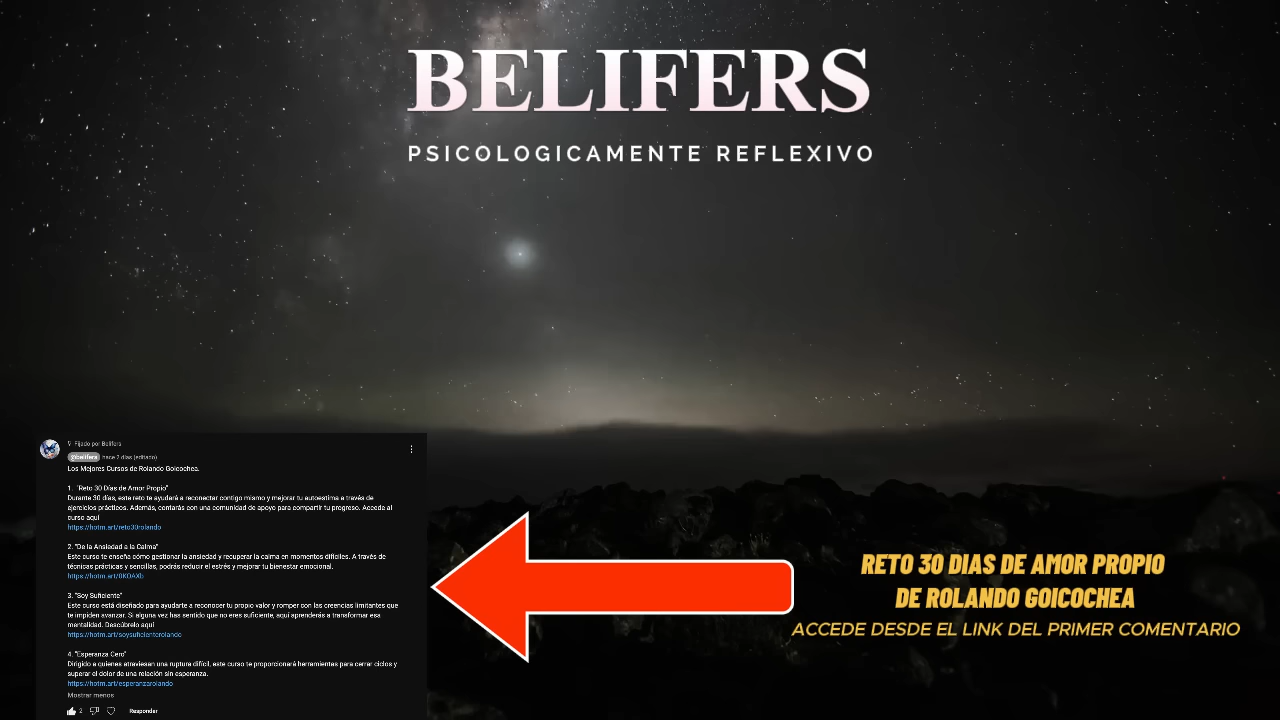 BELIFERS
PSICOLOGICAMENTE REFLEXIVO
Fijado por Belifers
@belifers hace 2 días (editado)
Los Mejores Cursos de Rolando Goicochea.
1. "Reto 30 Días de Amor Propio"
Durante 30 días, este reto te ayudará a reconectar contigo mismo y mejorar tu autoestima a través de
ejercicios prácticos. Además, contarás con una comunidad de apoyo para compartir tu progreso. Accede al
curso aquí
https://hotm.art/reto30rolando
2. "De la Ansiedad a la Calma"
Este curso te enseña cómo gestionar la ansiedad y recuperar la calma en momentos difíciles. A través de
técnicas prácticas y sencillas, podrás reducir el estrés y mejorar tu bienestar emocional.
https://hotm.art/0KOAXb
3. "Soy Suficiente"
Este curso está diseñado para ayudarte a reconocer tu propio valor y romper con las creencias limitantes que
te impiden avanzar. Si alguna vez has sentido que no eres suficiente, aquí aprenderás a transformar esa
mentalidad. Descúbrelo aquí
https://hotm.art/soysuficienterolando
4. "Esperanza Cero"
Dirigido a quienes atraviesan una ruptura difícil, este curso te proporcionará herramientas para cerrar ciclos y
superar el dolor de una relación sin esperanza.
https://hotm.art/esperanzarolando
Mostrar menos
2 Responder
RETO 30 DIAS DE AMOR PROPIO
DE ROLANDO GOICOCHEA
ACCEDE DESDE EL LINK DEL PRIMER COMENTARIO